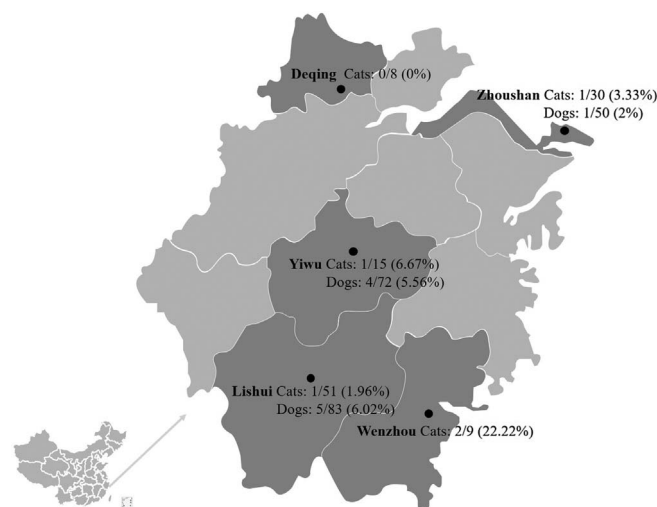 Deqing Cats: 0/8 (0%)
Zhoushan Cats: 1/30 (3.33%)
Dogs: 1/50 (2%)
Yiwu Cats: 1/15 (6.67%)
Dogs: 4/72 (5.56%)
Lishui Cats: 1/51 (1.96%)
Dogs: 5/83 (6.02%)
Wenzhou Cats: 2/9 (22.22%)